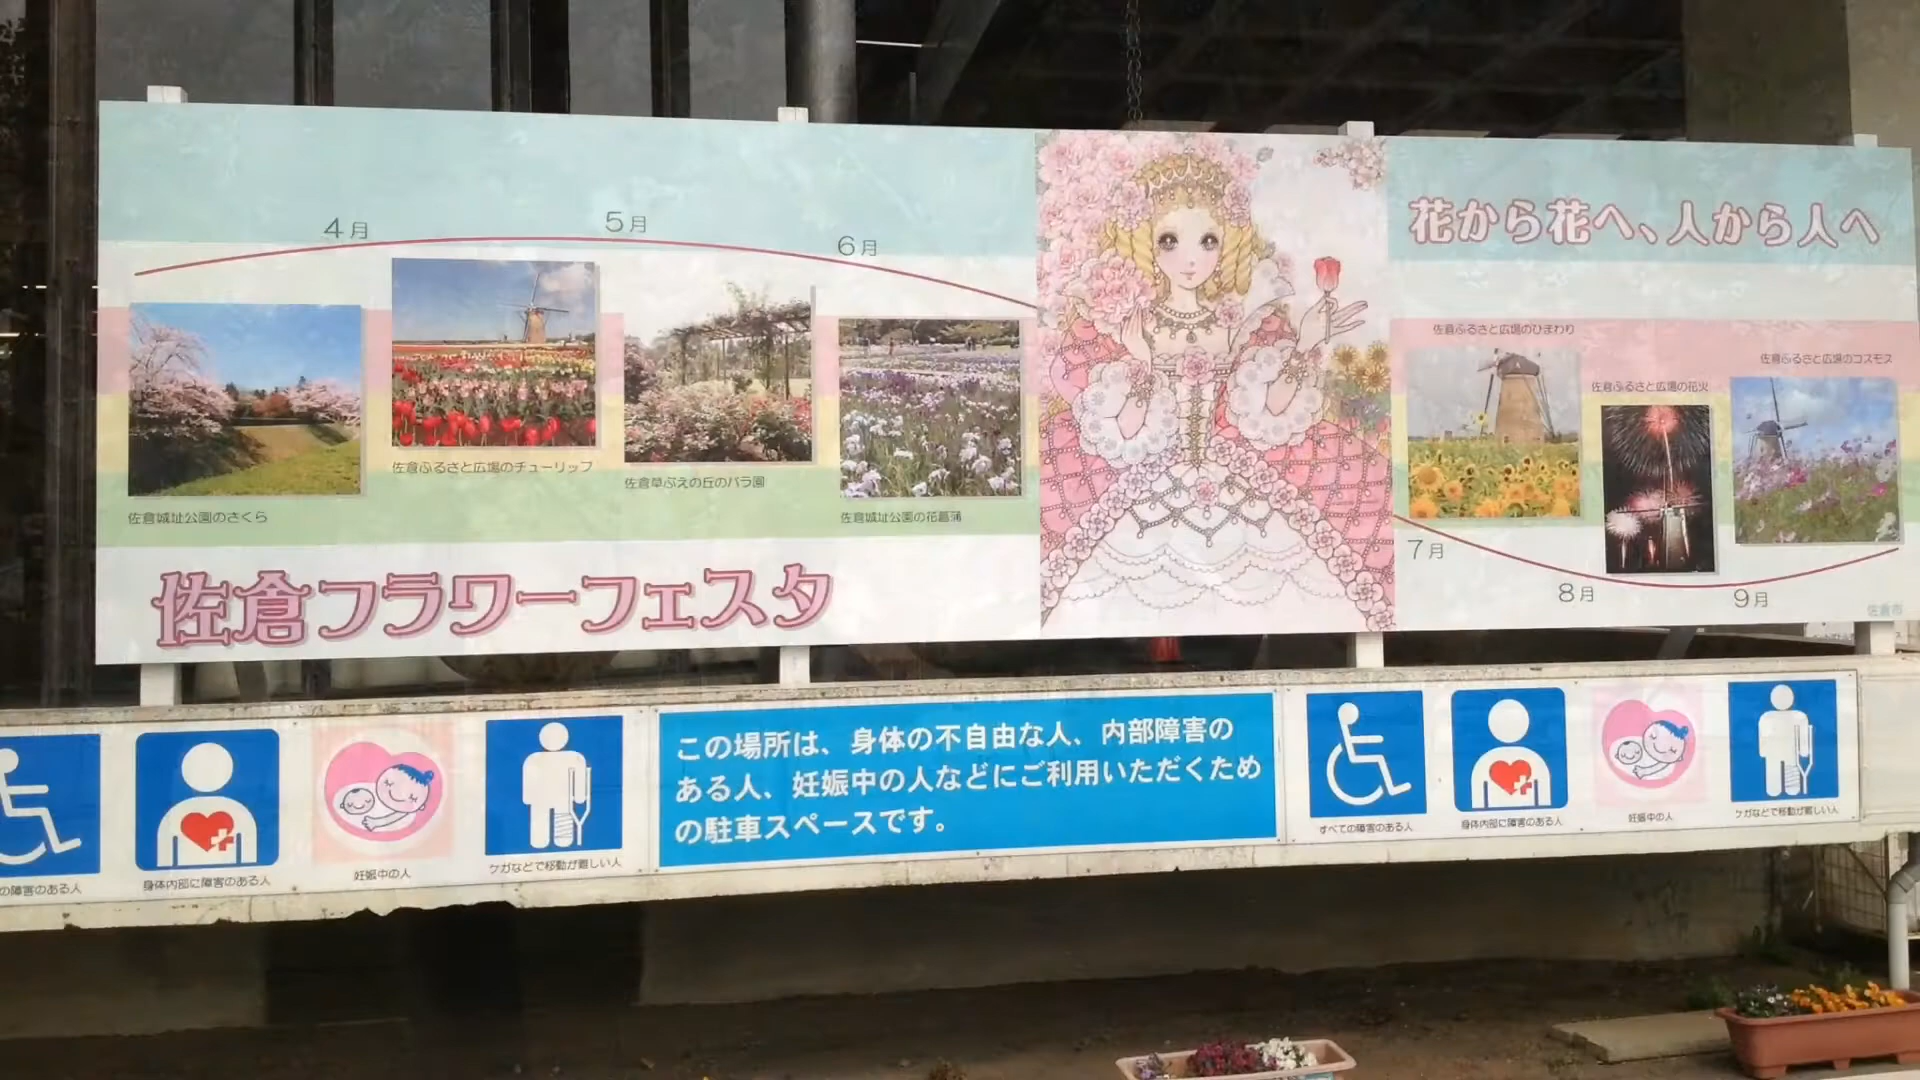 4月
5月
6月
佐倉城址公園のさくら
佐倉ふるさと広場のチューリップ
佐倉草ぶえの丘のバラ園
佐倉城址公園の花菖蒲
佐倉フラワーフェスタ
花から花へ、人から人へ
佐倉ふるさと広場のひまわり
佐倉ふるさと広場の花火
佐倉ふるさと広場のコスモス
7月
8月
9月
佐倉市
の障害のある人
身体内部に障害のある人
妊娠中の人
ケガなどで移動が難しい人
この場所は、身体の不自由な人、内部障害の
ある人、妊娠中の人などにご利用いただくため
の駐車スペースです。
すべての障害のある人
身体内部に障害のある人
妊娠中の人
ケガなどで移動が難しい人